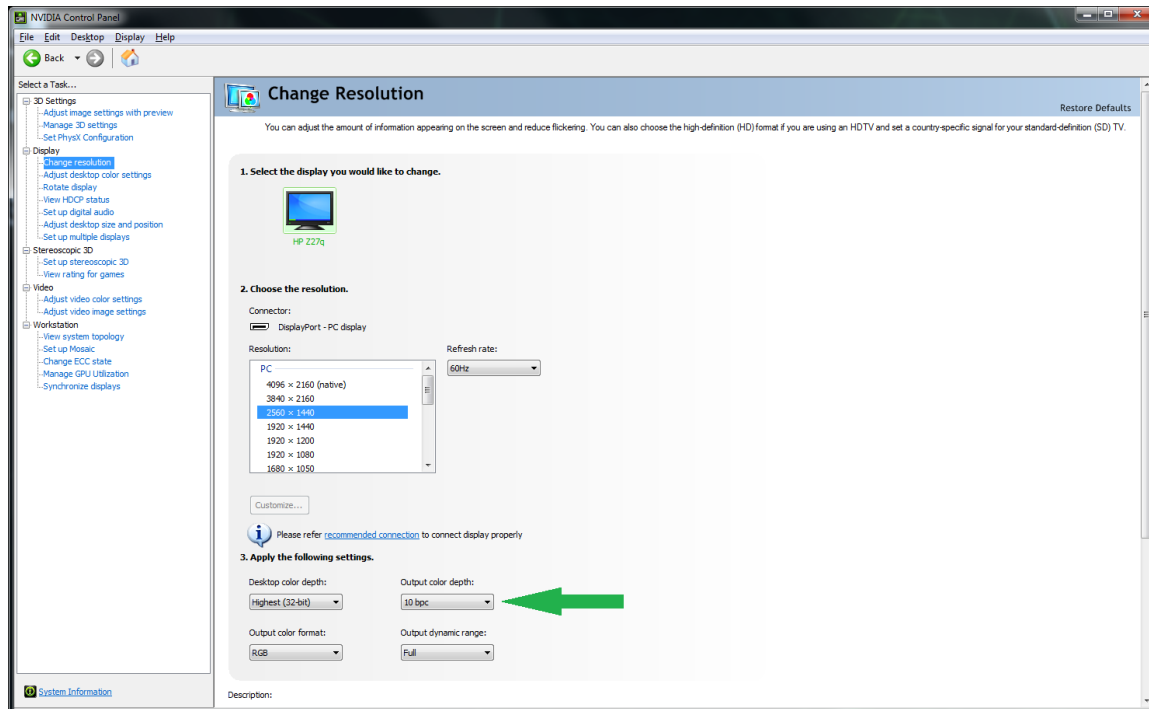 NVIDIA Control Panel
File Edit Desktop Display Help
Back
Select a Task...
3D Settings
Adjust image settings with preview
Manage 3D settings
Set PhysX Configuration
Display
Change resolution
Adjust desktop color settings
Rotate display
View HDCP status
Set up digital audio
Adjust desktop size and position
Set up multiple displays
Stereoscopic 3D
Set up stereoscopic 3D
View rating for games
Video
Adjust video color settings
Adjust video image settings
Workstation
View system topology
Set up Mosaic
Change ECC state
Manage GPU Utilization
Synchronize displays
System Information
Change Resolution
Restore Defaults
You can adjust the amount of information appearing on the screen and reduce flickering. You can also choose the high-definition (HD) format if you are using an HDTV and set a country-specific signal for your standard-definition (SD) TV.
1. Select the display you would like to change.
HP Z27q
2. Choose the resolution.
Connector:
DisplayPort - PC display
Resolution: Refresh rate:
PC 60Hz
4096 × 2160 (native)
3840 × 2160
2560 × 1440
1920 × 1440
1920 × 1200
1920 × 1080
1680 × 1050
Customize...
Please refer recommended connection to connect display properly
3. Apply the following settings.
Desktop color depth: Output color depth:
Highest (32-bit) 10 bpc
Output color format: Output dynamic range:
RGB Full
Description: